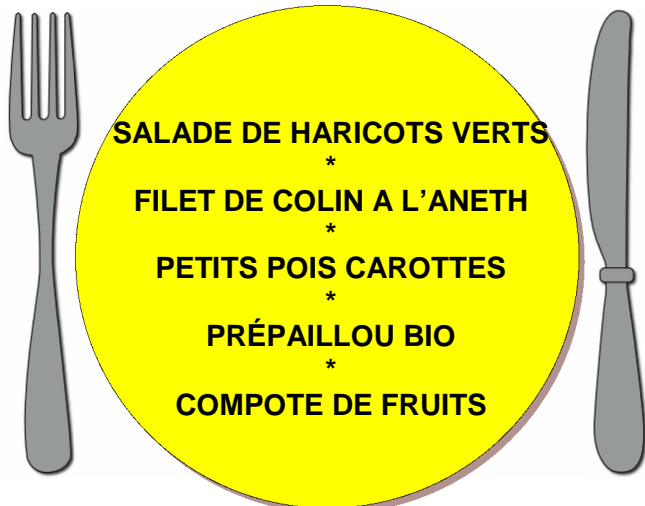 SALADE DE HARICOTS VERTS
*
FILET DE COLIN A L’ANETH
*
PETITS POIS CAROTTES
*
PRÉPAILLOU BIO
*
COMPOTE DE FRUITS